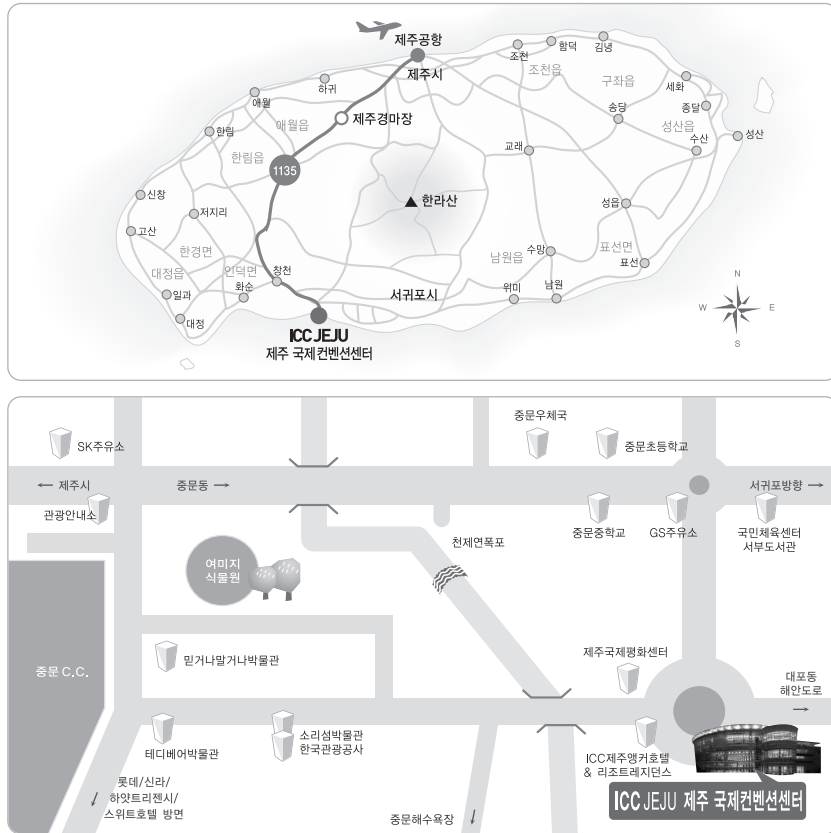 제주공항
제주시
조천
함덕
김녕
조천읍
구좌읍
세화
하귀
애월
애월읍
제주경마장
송당
종달
성산읍
성산
한림
한림읍
1135
교래
수산
신창
저지리
한라산
성읍
고산
한경면
남원읍
수망
표선면
표선
대정읍
인덕면
창천
일과
화순
서귀포시
위미
남원
대정
ICC JEJU
제주 국제컨벤션센터
N
W
E
S
SK주유소
중문우체국
중문초등학교
← 제주시
중문동 →
서귀포방향 →
관광안내소
중문중학교
GS주유소
국민체육센터
서부도서관
천제연폭포
여미지
식물원
중문 C.C.
믿거나말거나박물관
제주국제평화센터
대포동
해안도로
→
테디베어박물관
소리섬박물관
한국관광공사
ICC제주앵커호텔
& 리조트레지던스
롯데/신라/
하얏트리젠시/
스위트호텔 방면
↓
중문해수욕장 ↓
ICC JEJU 제주 국제컨벤션센터